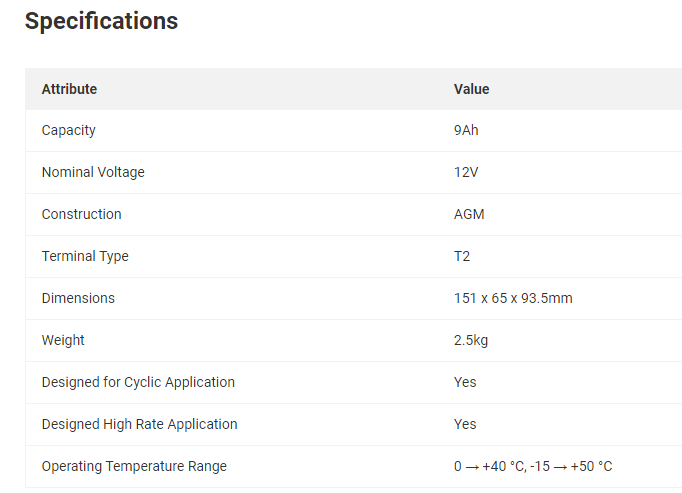 Specifications
Attribute Value
Capacity 9Ah
Nominal Voltage 12V
Construction AGM
Terminal Type T2
Dimensions 151 x 65 x 93.5mm
Weight 2.5kg
Designed for Cyclic Application Yes
Designed High Rate Application Yes
Operating Temperature Range 0 → +40 °C, -15 → +50 °C